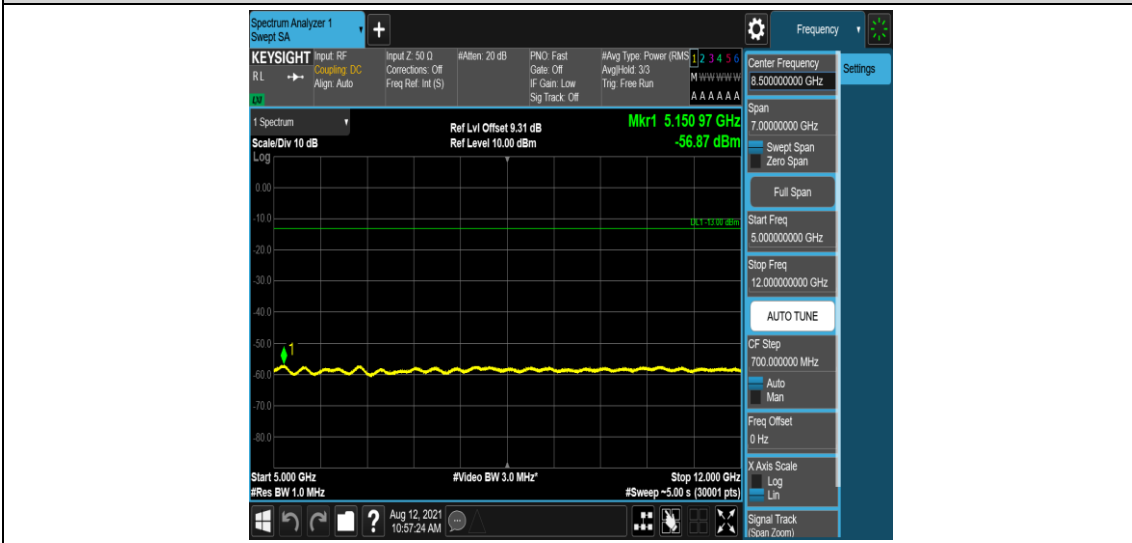 Spectrum Analyzer 1
Swept SA
+
Frequency
KEYSIGHT
RL
LXI
Input: RF
Coupling: DC
Align: Auto
Input Z: 50 Ω
Corrections: Off
Freq Ref: Int (S)
#Atten: 20 dB
PNO: Fast
Gate: Off
IF Gain: Low
Sig Track: Off
#Avg Type: Power (RMS
Avg|Hold: 3/3
Trig: Free Run
1 2 3 4 5 6
M W W W W W
A A A A A A
1 Spectrum
Scale/Div 10 dB
Log
Ref Lvl Offset 9.31 dB
Ref Level 10.00 dBm
Mkr1 5.150 97 GHz
-56.87 dBm
0.00
-10.0
DL1 -13.00 dBm
-20.0
-30.0
-40.0
-50.0
1
-60.0
-70.0
-80.0
Start 5.000 GHz
#Res BW 1.0 MHz
#Video BW 3.0 MHz*
Stop 12.000 GHz
#Sweep ~5.00 s (30001 pts)
?
Aug 12, 2021
10:57:24 AM
Center Frequency
8.500000000 GHz
Settings
Span
7.00000000 GHz
Swept Span
Zero Span
Full Span
Start Freq
5.000000000 GHz
Stop Freq
12.000000000 GHz
AUTO TUNE
CF Step
700.000000 MHz
Auto
Man
Freq Offset
0 Hz
X Axis Scale
Log
Lin
Signal Track
(Span Zoom)